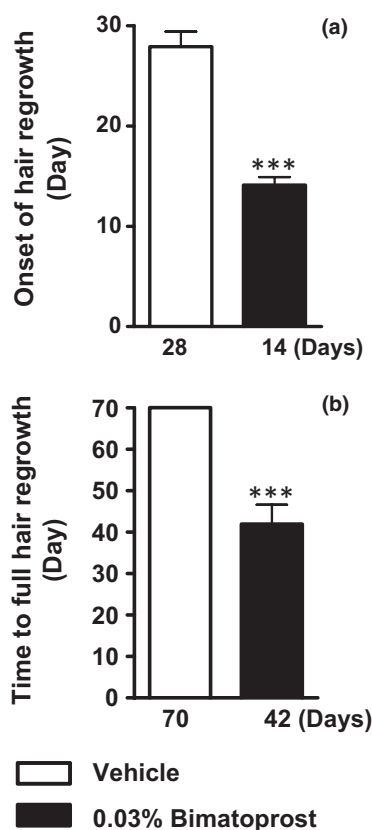 (a)
Onset of hair regrowth
(Day)
30
20
10
0
***
28 14 (Days)
(b)
Time to full hair regrowth
(Day)
70
60
50
40
30
20
10
0
***
70 42 (Days)
Vehicle
0.03% Bimatoprost